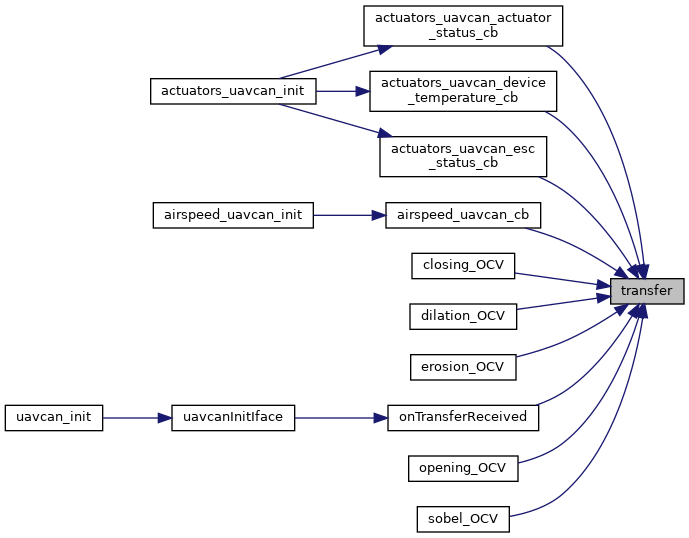 actuators_uavcan_actuator
_status_cb
actuators_uavcan_init
actuators_uavcan_device
_temperature_cb
actuators_uavcan_esc
_status_cb
airspeed_uavcan_init
airspeed_uavcan_cb
closing_OCV
transfer
dilation_OCV
erosion_OCV
uavcan_init
uavcanInitIface
onTransferReceived
opening_OCV
sobel_OCV